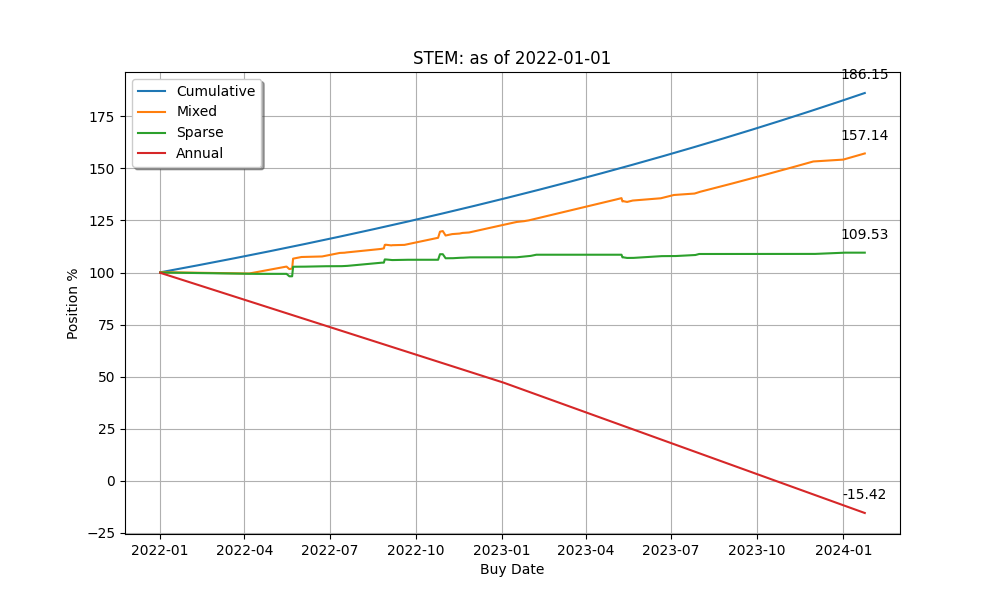 STEM: as of 2022-01-01
Cumulative
Mixed
Sparse
Annual
186.15
157.14
109.53
-15.42
Position %
175
150
125
100
75
50
25
0
−25
2022-01 2022-04 2022-07 2022-10 2023-01 2023-04 2023-07 2023-10 2024-01
Buy Date